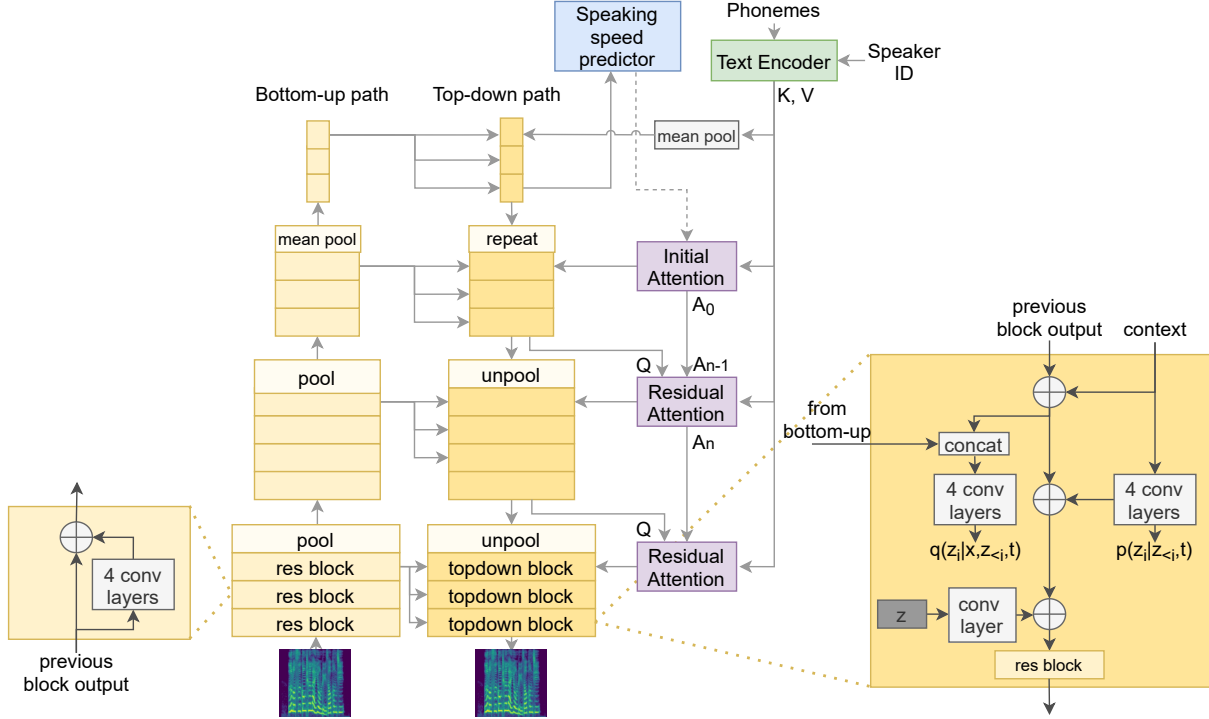 Speaking
speed
predictor
Phonemes
Text Encoder
Speaker
ID
K, V
Bottom-up path
Top-down path
mean pool
mean pool
repeat
Initial
Attention
A0
pool
unpool
Q
An-1
Residual
Attention
An
previous
block output
context
from
bottom-up
concat
4 conv
layers
4 conv
layers
q(zi|x,z<i,t)
p(zi|z<i,t)
z
conv
layer
res block
4 conv
layers
previous
block output
pool
res block
res block
res block
unpool
topdown block
topdown block
topdown block
Q
Residual
Attention